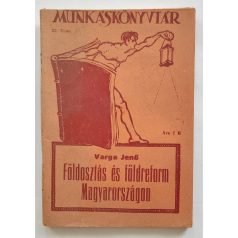 MUNKÁSKÖNYVTÁR
Varga Jenő
Földosztás és földreform
Magyarországon